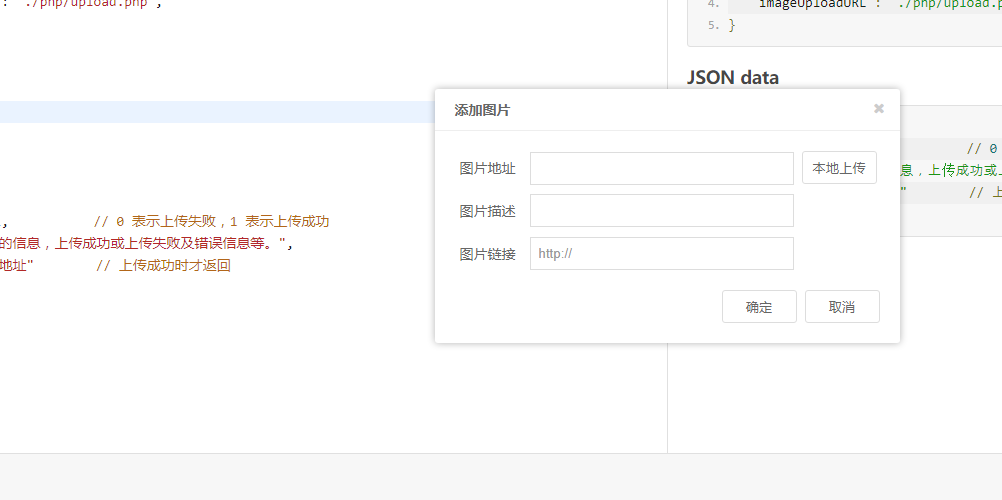 : "./php/upload.php",
, // 0 表示上传失败，1 表示上传成功
的信息，上传成功或上传失败及错误信息等。",
地址" // 上传成功时才返回
添加图片 ✖
图片地址 本地上传
图片描述
图片链接 http://
确定 取消
4. imageUploadURL : "./php/upload.p
5. }
JSON data
// 0
息，上传成功或上
" // 上